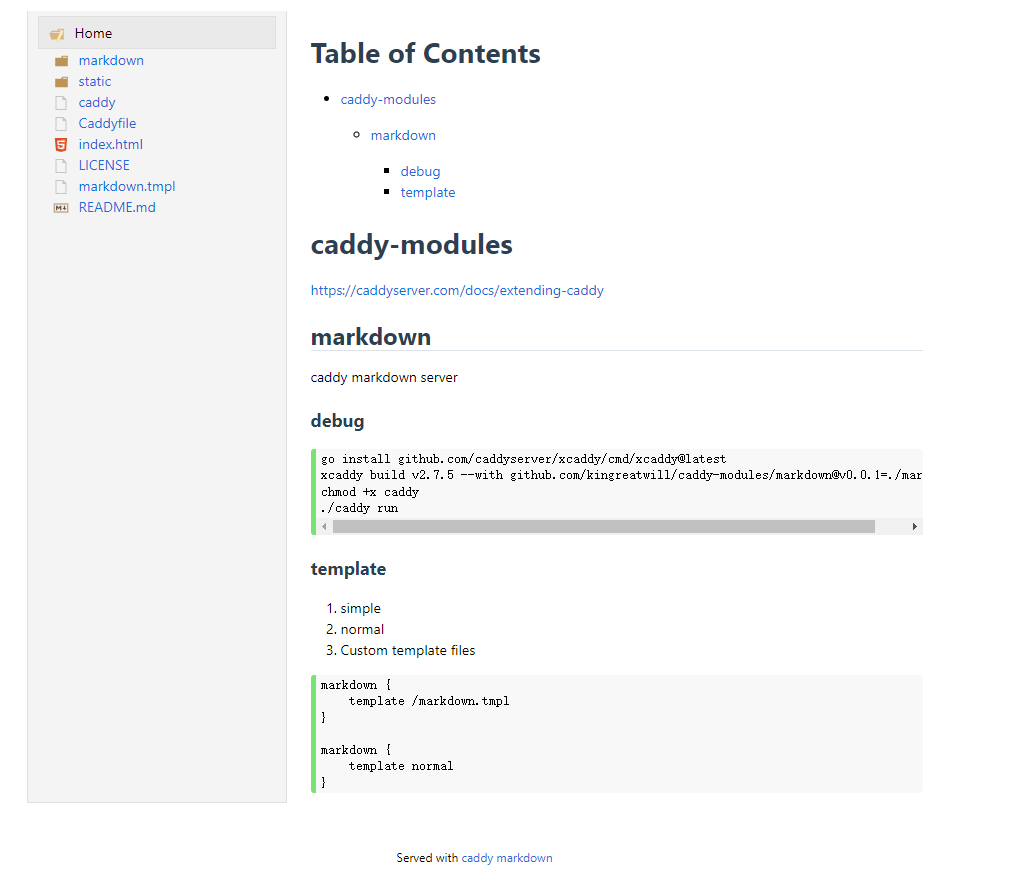 Home
markdown
static
caddy
Caddyfile
index.html
LICENSE
markdown.tmpl
README.md
Table of Contents
caddy-modules
markdown
debug
template
caddy-modules
https://caddyserver.com/docs/extending-caddy
markdown
caddy markdown server
debug
go install github.com/caddyserver/xcaddy/cmd/xcaddy@latest
xcaddy build v2.7.5 --with github.com/kingreatwill/caddy-modules/markdown@v0.0.1=./mar
chmod +x caddy
./caddy run
template
1. simple
2. normal
3. Custom template files
markdown {
    template /markdown.tmpl
}
markdown {
    template normal
}
Served with caddy markdown